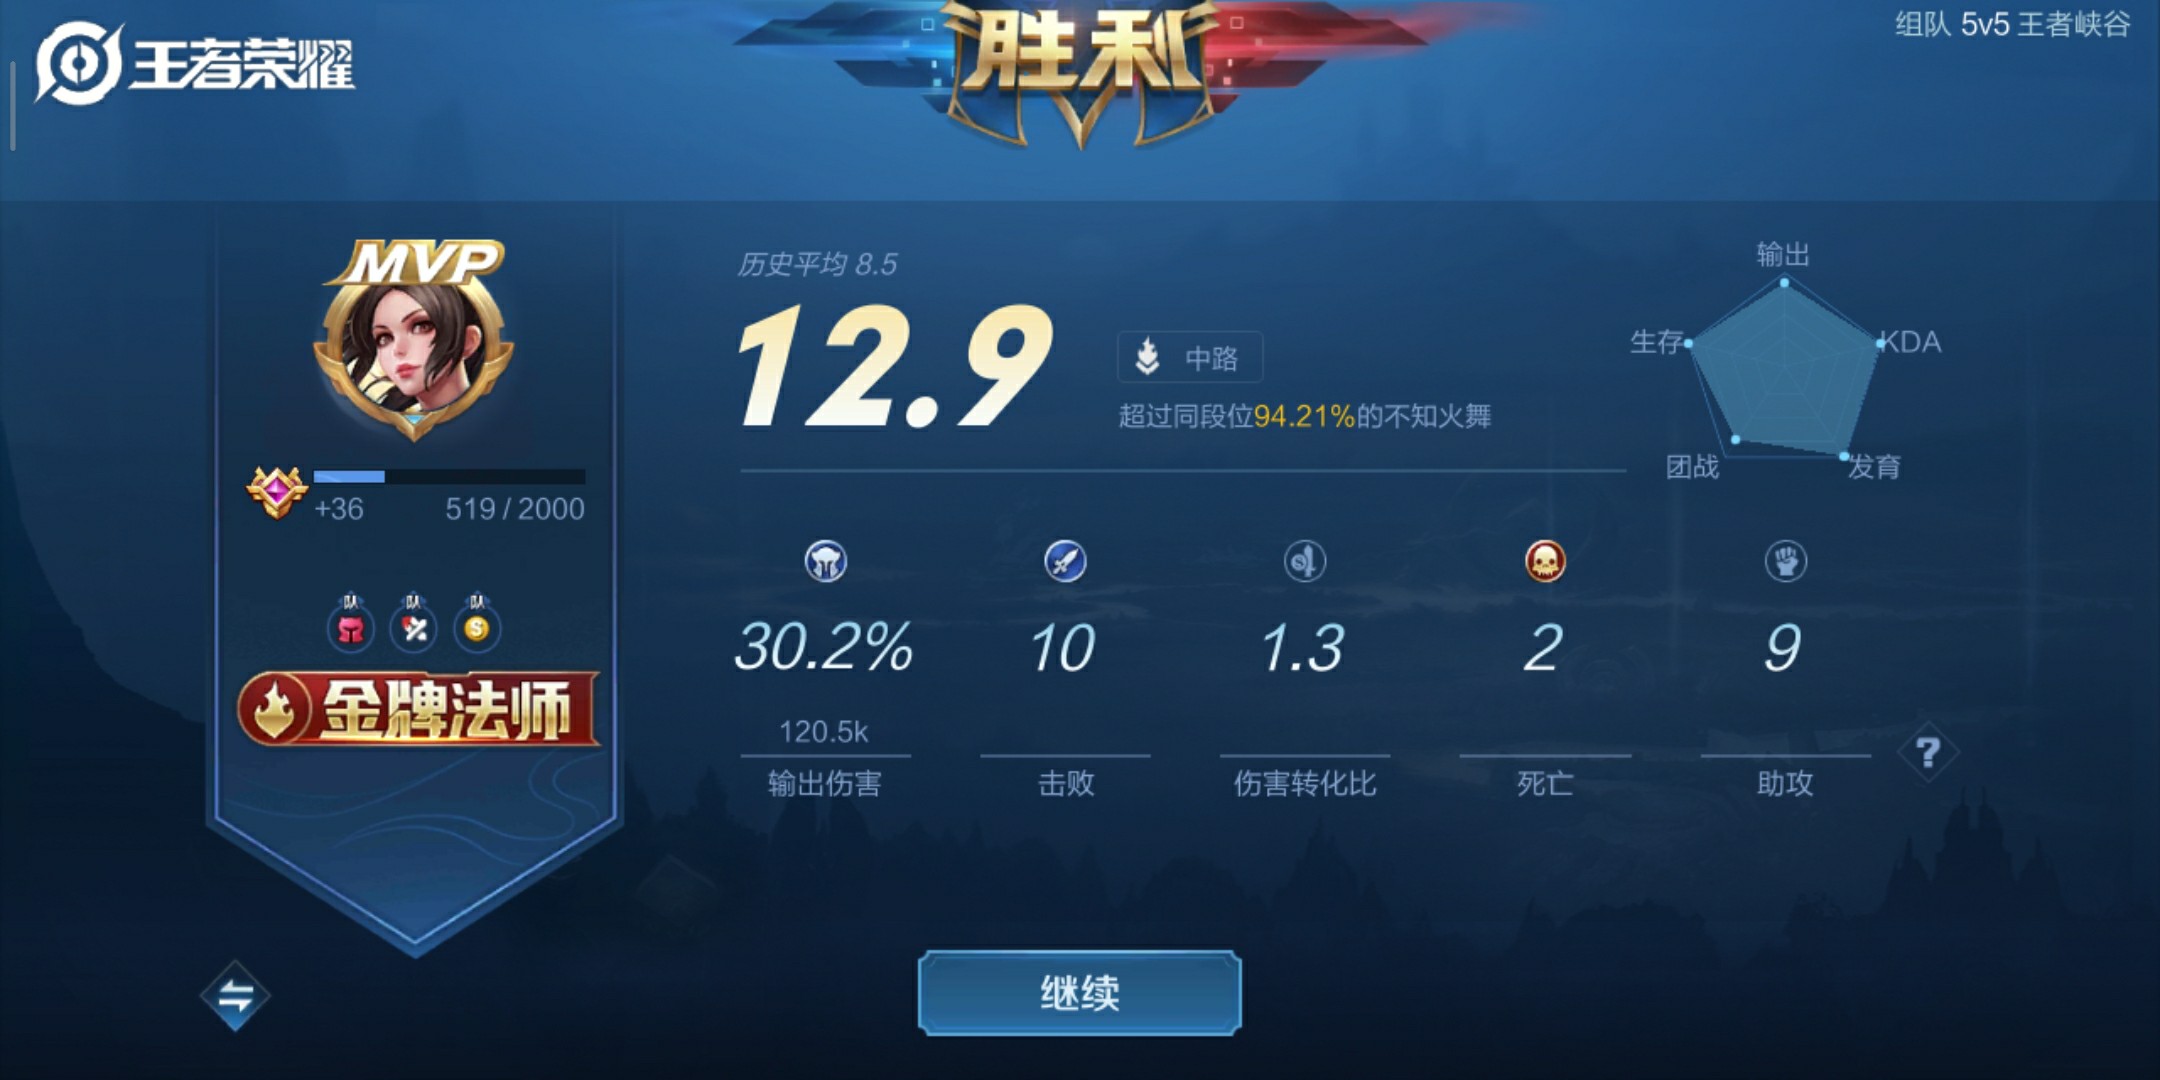 王者荣耀
胜利
组队 5v5 王者峡谷
MVP
+36
519 / 2000
队 队 队
金牌法师
历史平均 8.5
12.9
中路
超过同段位94.21%的不知火舞
输出
生存
KDA
团战
发育
30.2%
120.5k
输出伤害
10
击败
1.3
伤害转化比
2
死亡
9
助攻
?
继续